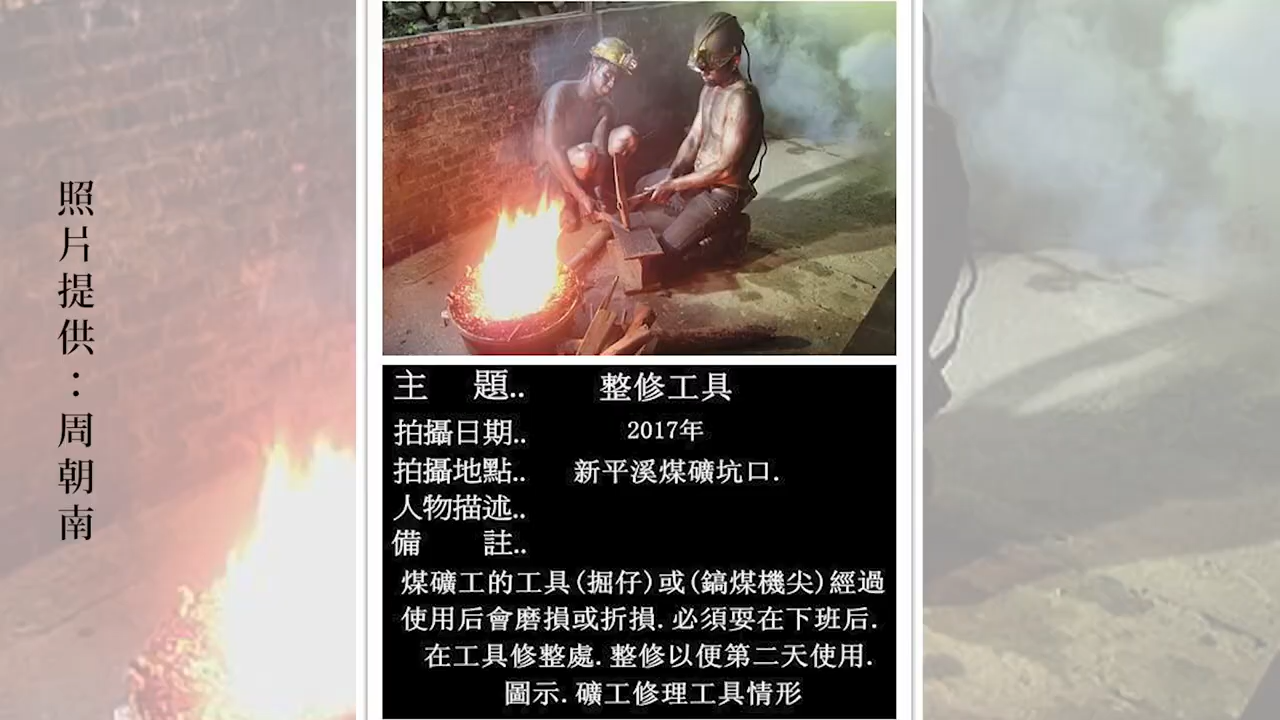 照片提供：周朝南
主 題.. 整修工具
拍攝日期.. 2017年
拍攝地點.. 新平溪煤礦坑口.
人物描述..
備 註..
煤礦工的工具(掘仔)或(鎬煤機尖)經過
使用后會磨損或折損.必須耍在下班后.
在工具修整處.整修以便第二天使用.
圖示.礦工修理工具情形